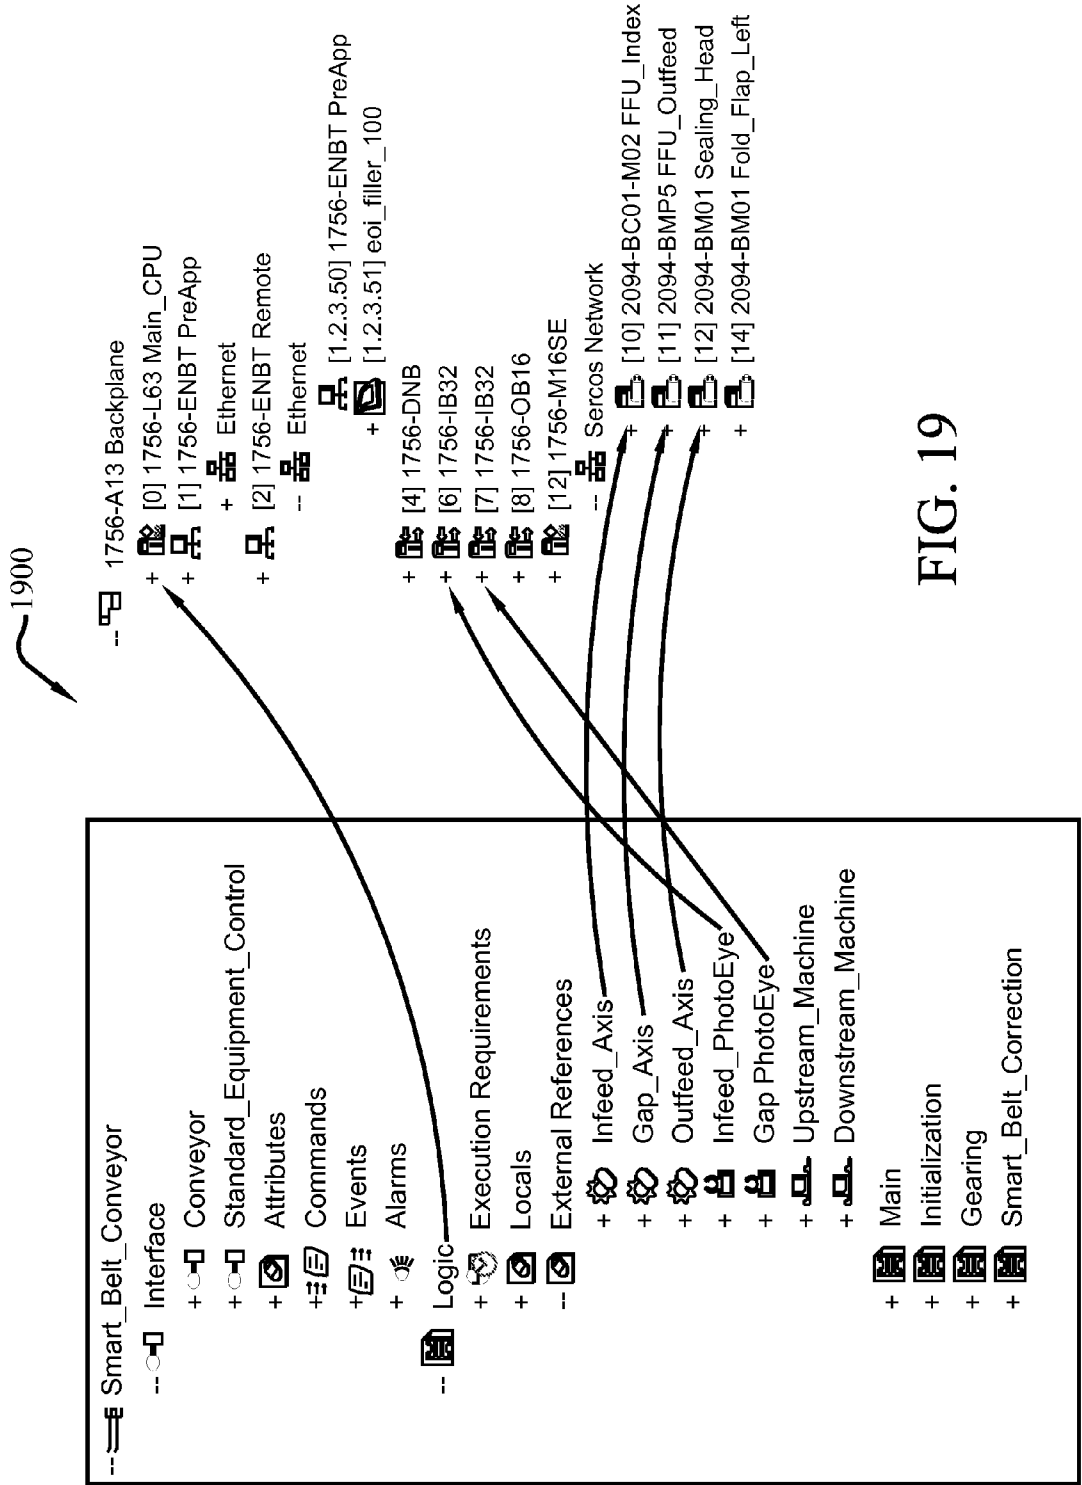 1900
-- Smart_Belt_Conveyor
-- Interface
+ Conveyor
+ Standard_Equipment_Control
+ Attributes
+ Commands
+ Events
+ Alarms
-- Logic
+ Execution Requirements
+ Locals
-- External References
+ Infeed_Axis
+ Gap_Axis
+ Outfeed_Axis
+ Infeed_PhotoEye
+ Gap PhotoEye
+ Upstream_Machine
+ Downstream_Machine
+ Main
+ Initialization
+ Gearing
+ Smart_Belt_Correction
-- 1756-A13 Backplane
+ [0] 1756-L63 Main_CPU
+ [1] 1756-ENBT PreApp
+ Ethernet
+ [2] 1756-ENBT Remote
-- Ethernet
[1.2.3.50] 1756-ENBT PreApp
+ [1.2.3.51] eoi_filler_100
+ [4] 1756-DNB
+ [6] 1756-IB32
+ [7] 1756-IB32
+ [8] 1756-OB16
+ [12] 1756-M16SE
-- Sercos Network
+ [10] 2094-BC01-M02 FFU_Index
+ [11] 2094-BMP5 FFU_Outfeed
+ [12] 2094-BM01 Sealing_Head
+ [14] 2094-BM01 Fold_Flap_Left
FIG. 19